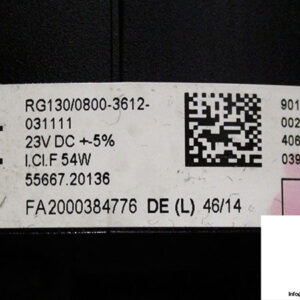 RG130/0800-3612-
031111
23V DC +-5%
I.Cl.F 54W
55667.20136
FA2000384776 DE (L) 46/14
901
002
406
039